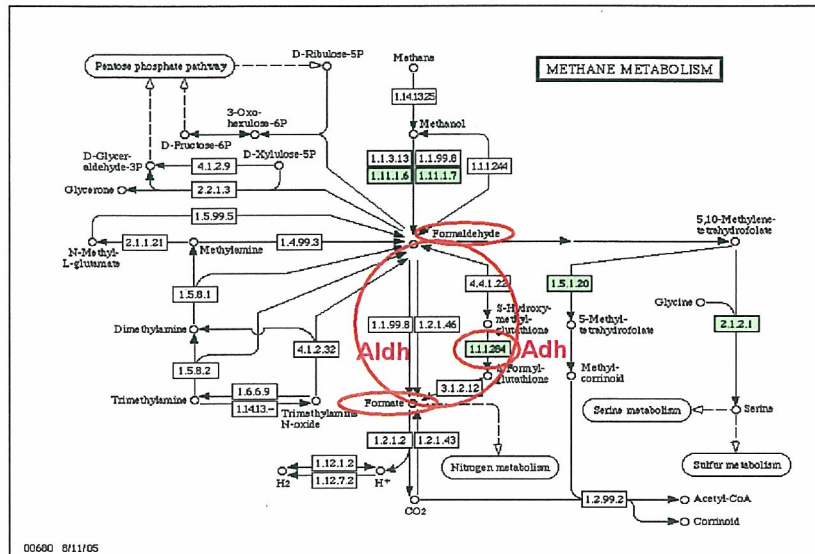 METHANE METABOLISM
Pentose phosphate pathway
D-Ribulose-5P
Methane
1.14.13.25
3-Oxo-
hexulose-6P
Methanol
D-Fructose-6P
D-Glycer-
aldehyde-3P
4.1.2.9
D-Xylulose-5P
1.1.3.13
1.1.99.8
1.1.1.244
1.11.1.6
1.11.1.7
Glycerone
2.2.1.3
1.5.99.5
Formaldehyde
5,10-Methylene-
tetrahydrofolate
N-Methyl-
L-glutamate
2.1.1.21
Methylamine
1.4.99.3
4.4.1.22
1.5.1.20
1.5.8.1
Glycine
S-Hydroxy-
methyl-
glutathione
5-Methyl-
tetrahydrofolate
Dimethylamine
1.1.99.8
1.2.1.46
2.1.2.1
4.1.2.32
Aldh
1.1.1.284
Adh
1.5.8.2
Methyl-
corrinoid
3.1.2.12
glutathione
1.6.6.9
Trimethylamine
1.14.13.-
Trimethylamine
N-oxide
Formate
Serine metabolism
Serine
1.2.1.2
1.2.1.43
1.12.1.2
Nitrogen metabolism
Sulfur metabolism
H2
1.12.7.2
H+
CO2
1.2.99.2
Acetyl-CoA
Corrinoid
00680 8/11/05